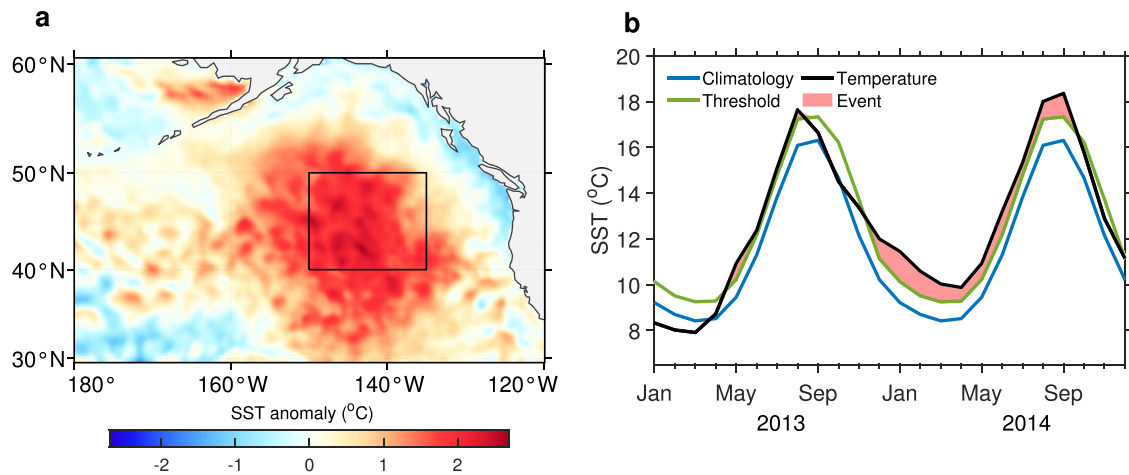 a
60°N
50°N
40°N
30°N
180° 160°W 140°W 120°W
SST anomaly (°C)
-2 -1 0 1 2
b
20
18
16
14
12
10
8
SST (°C)
Climatology Temperature
Threshold Event
Jan May Sep Jan May Sep
2013 2014